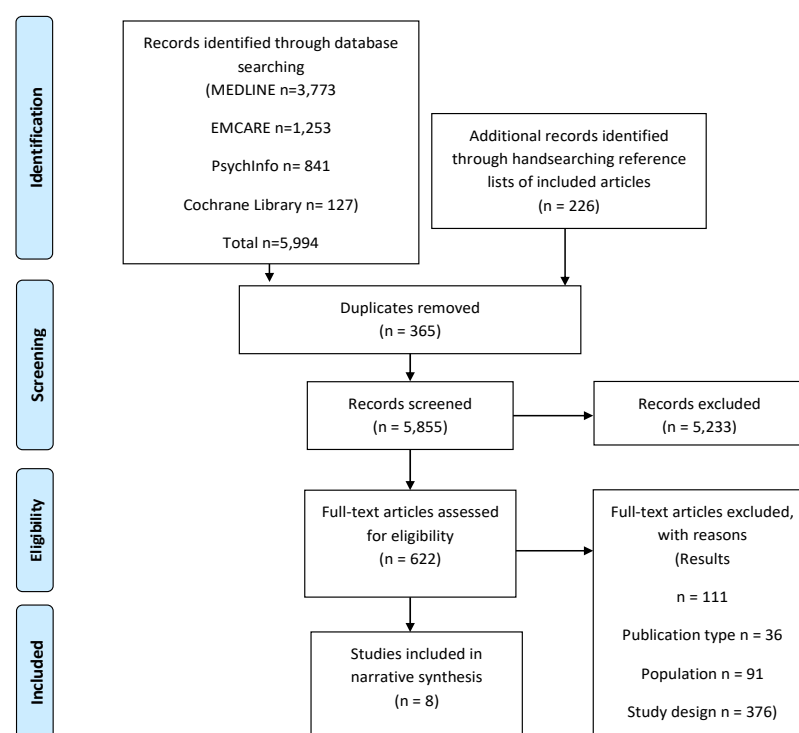 Identification
Records identified through database
searching
(MEDLINE n=3,773
EMCARE n=1,253
PsychInfo n= 841
Cochrane Library n= 127)
Total n=5,994
Additional records identified
through handsearching reference
lists of included articles
(n = 226)
Screening
Duplicates removed
(n = 365)
Records screened
(n = 5,855)
Records excluded
(n = 5,233)
Eligibility
Full-text articles assessed
for eligibility
(n = 622)
Full-text articles excluded,
with reasons
(Results
n = 111
Publication type n = 36
Population n = 91
Study design n = 376)
Included
Studies included in
narrative synthesis
(n = 8)